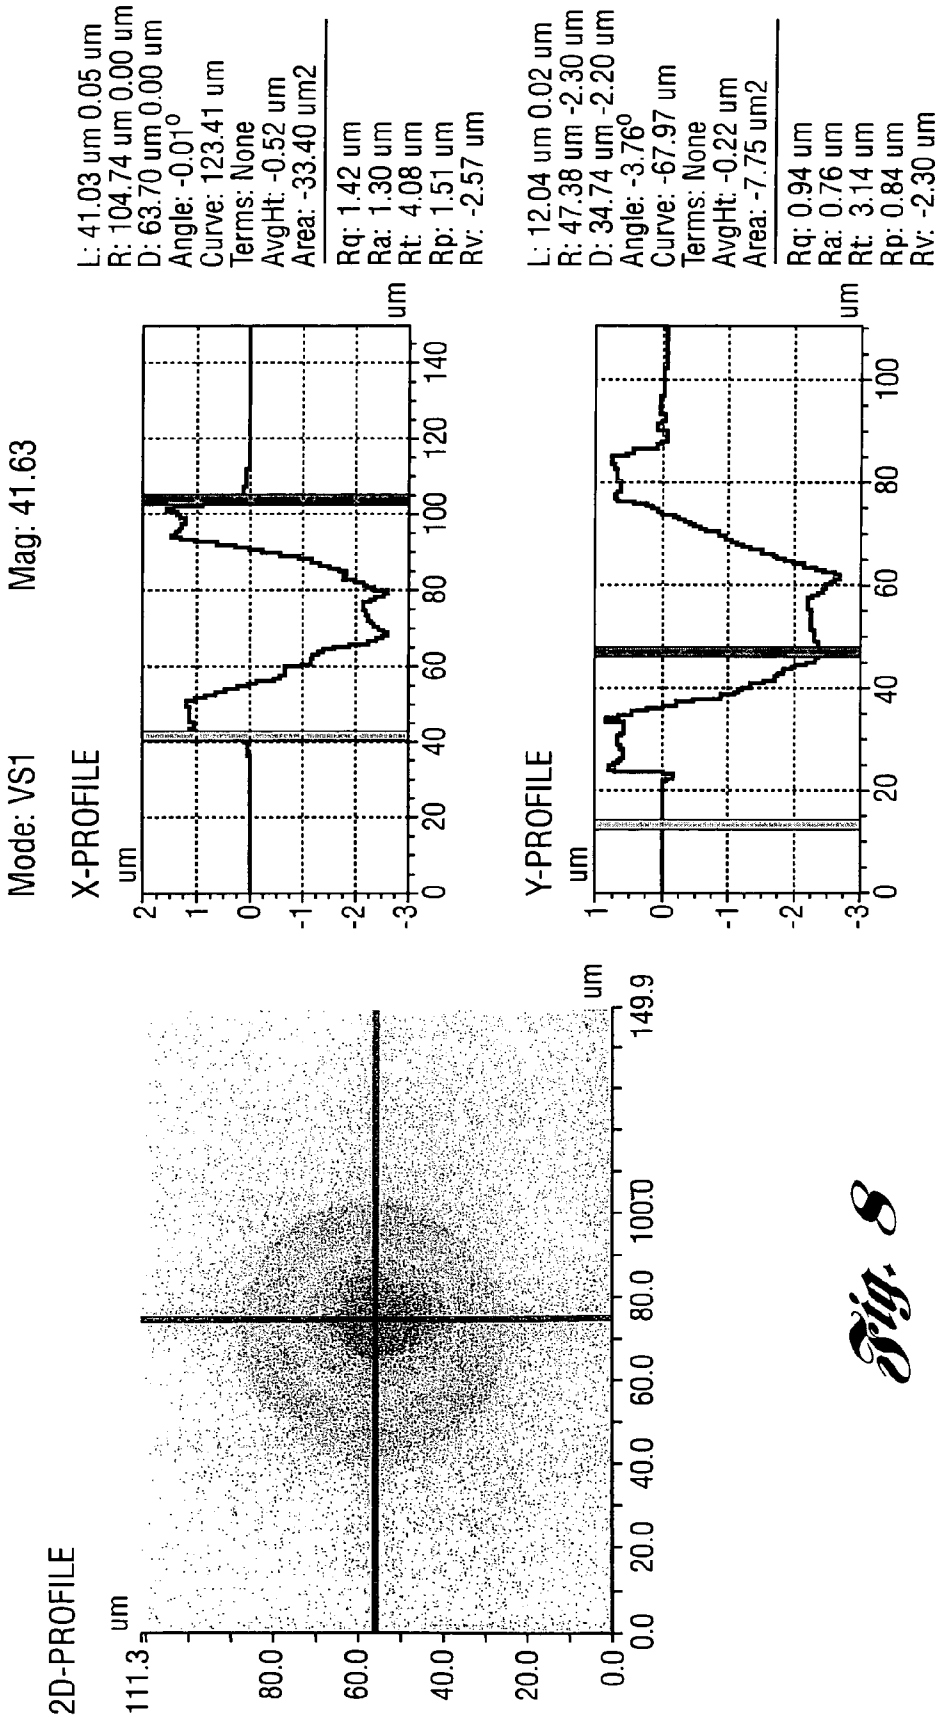 Mode: VS1 Mag: 41.63
2D-PROFILE
um
111.3
80.0
60.0
40.0
20.0
0.0
0.0 20.0 40.0 60.0 80.0 1000 149.9
um
X-PROFILE
um
2
1
0
-1
-2
-3
0 20 40 60 80 100 120 140
um
L: 41.03 um 0.05 um
R: 104.74 um 0.00 um
D: 63.70 um 0.00 um
Angle: -0.01°
Curve: 123.41 um
Terms: None
AvgHt: -0.52 um
Area: -33.40 um2
Rq: 1.42 um
Ra: 1.30 um
Rt: 4.08 um
Rp: 1.51 um
Rv: -2.57 um
Y-PROFILE
um
1
0
-1
-2
-3
0 20 40 60 80 100
um
L: 12.04 um 0.02 um
R: 47.38 um -2.30 um
D: 34.74 um -2.20 um
Angle: -3.76°
Curve: -67.97 um
Terms: None
AvgHt: -0.22 um
Area: -7.75 um2
Rq: 0.94 um
Ra: 0.76 um
Rt: 3.14 um
Rp: 0.84 um
Rv: -2.30 um
Fig. 8